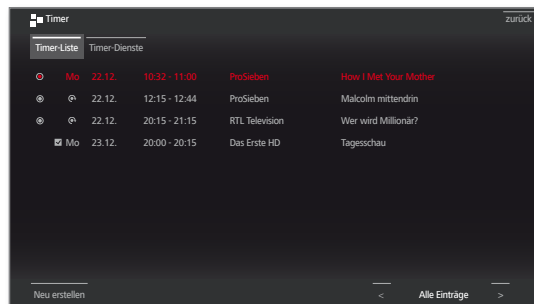 Timer zurück
Timer-Liste Timer-Dienste
Mo 22.12. 10:32 - 11:00 ProSieben How I Met Your Mother
22.12. 12:15 - 12:44 ProSieben Malcolm mittendrin
22.12. 20:15 - 21:15 RTL Television Wer wird Millionär?
Mo 23.12. 20:00 - 20:15 Das Erste HD Tagesschau
Neu erstellen < Alle Einträge >